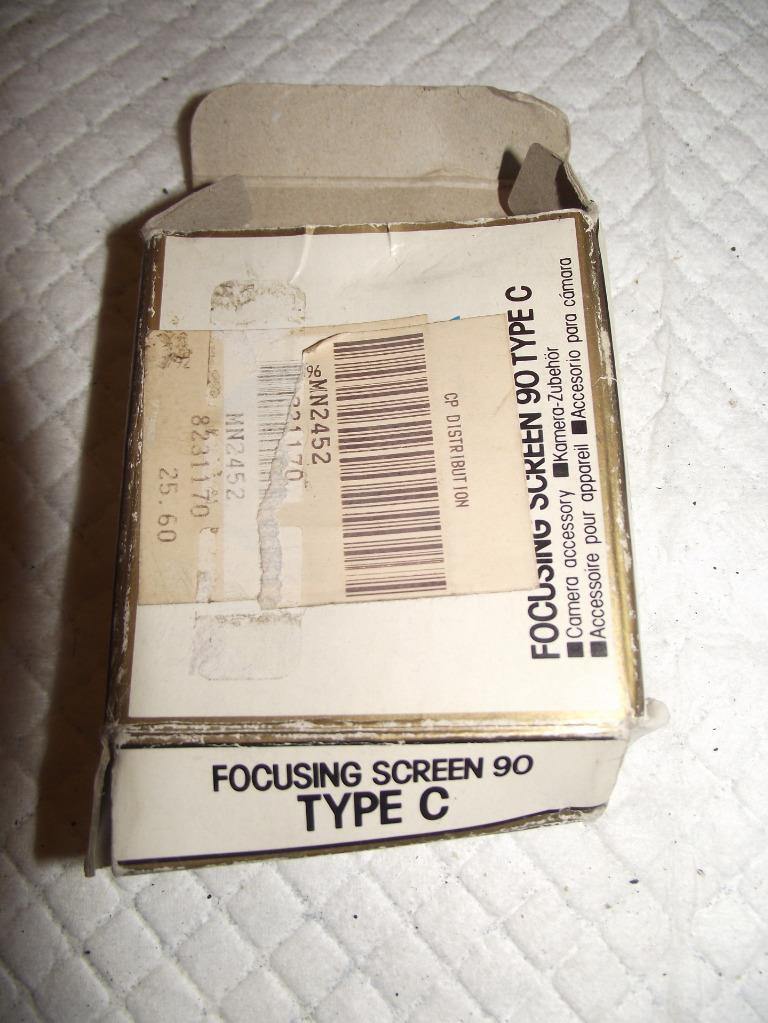 FOCUSING SCREEN 90 TYPE C
■Camera accessory ■Kamera-Zubehör
■Accessoire pour appareil ■Accesorio para cámara
CP DISTRIBUTION
96
MN2452
MN2452
8231170
25.60
FOCUSING SCREEN 90
TYPE C